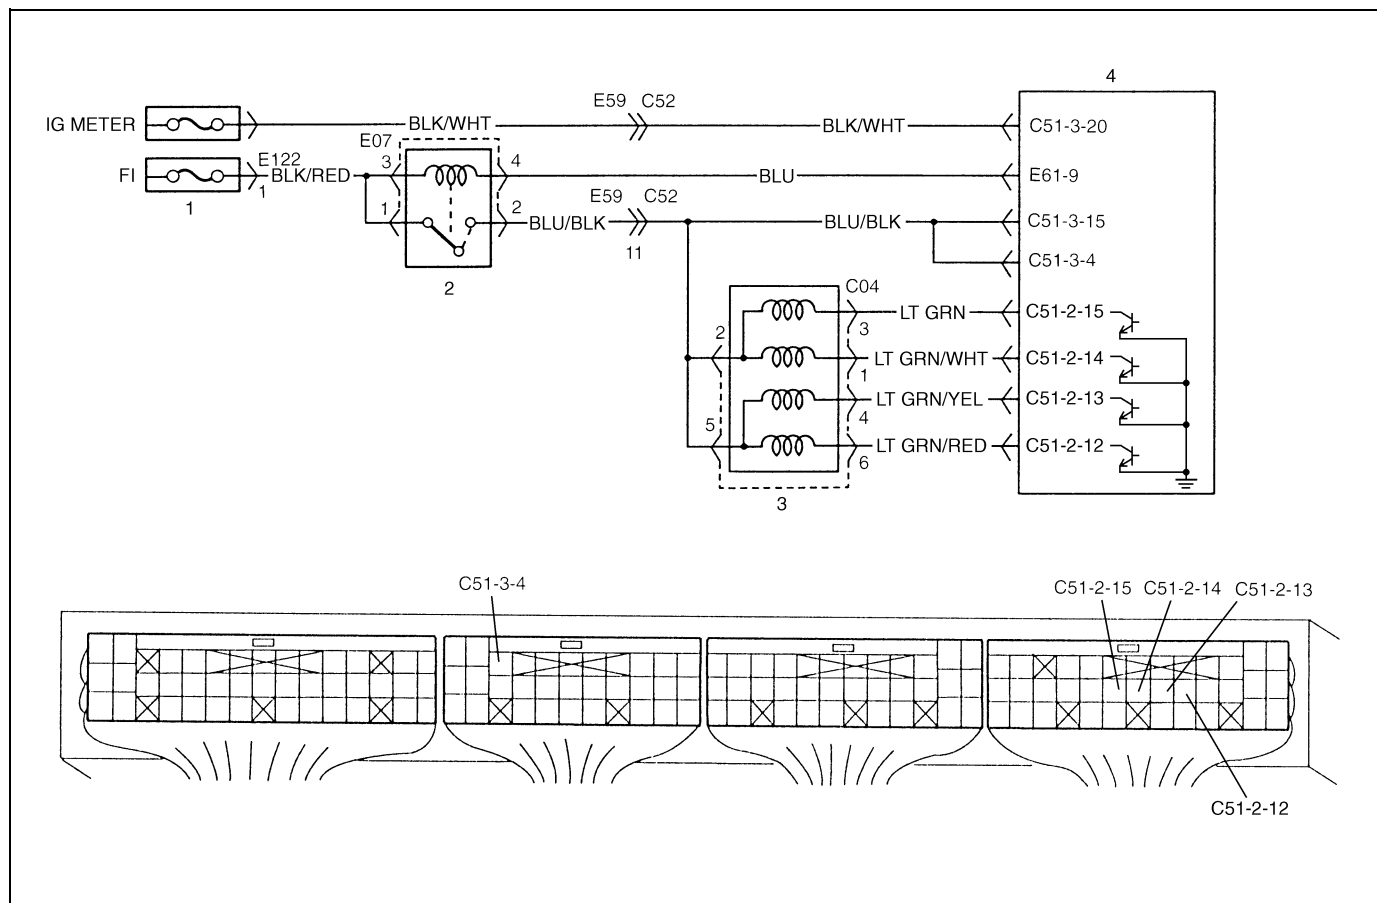 4
E59 C52
IG METER BLK/WHT BLK/WHT C51-3-20
E07
E122 3 4
FI 1 BLK/RED BLU E61-9
1
E59 C52
1 2 BLU/BLK BLU/BLK C51-3-15
11
2
C51-3-4
C04
LT GRN C51-2-15
3
2
LT GRN/WHT C51-2-14
1
LT GRN/YEL C51-2-13
4
5
LT GRN/RED C51-2-12
6
3
C51-3-4 C51-2-15 C51-2-14 C51-2-13
C51-2-12